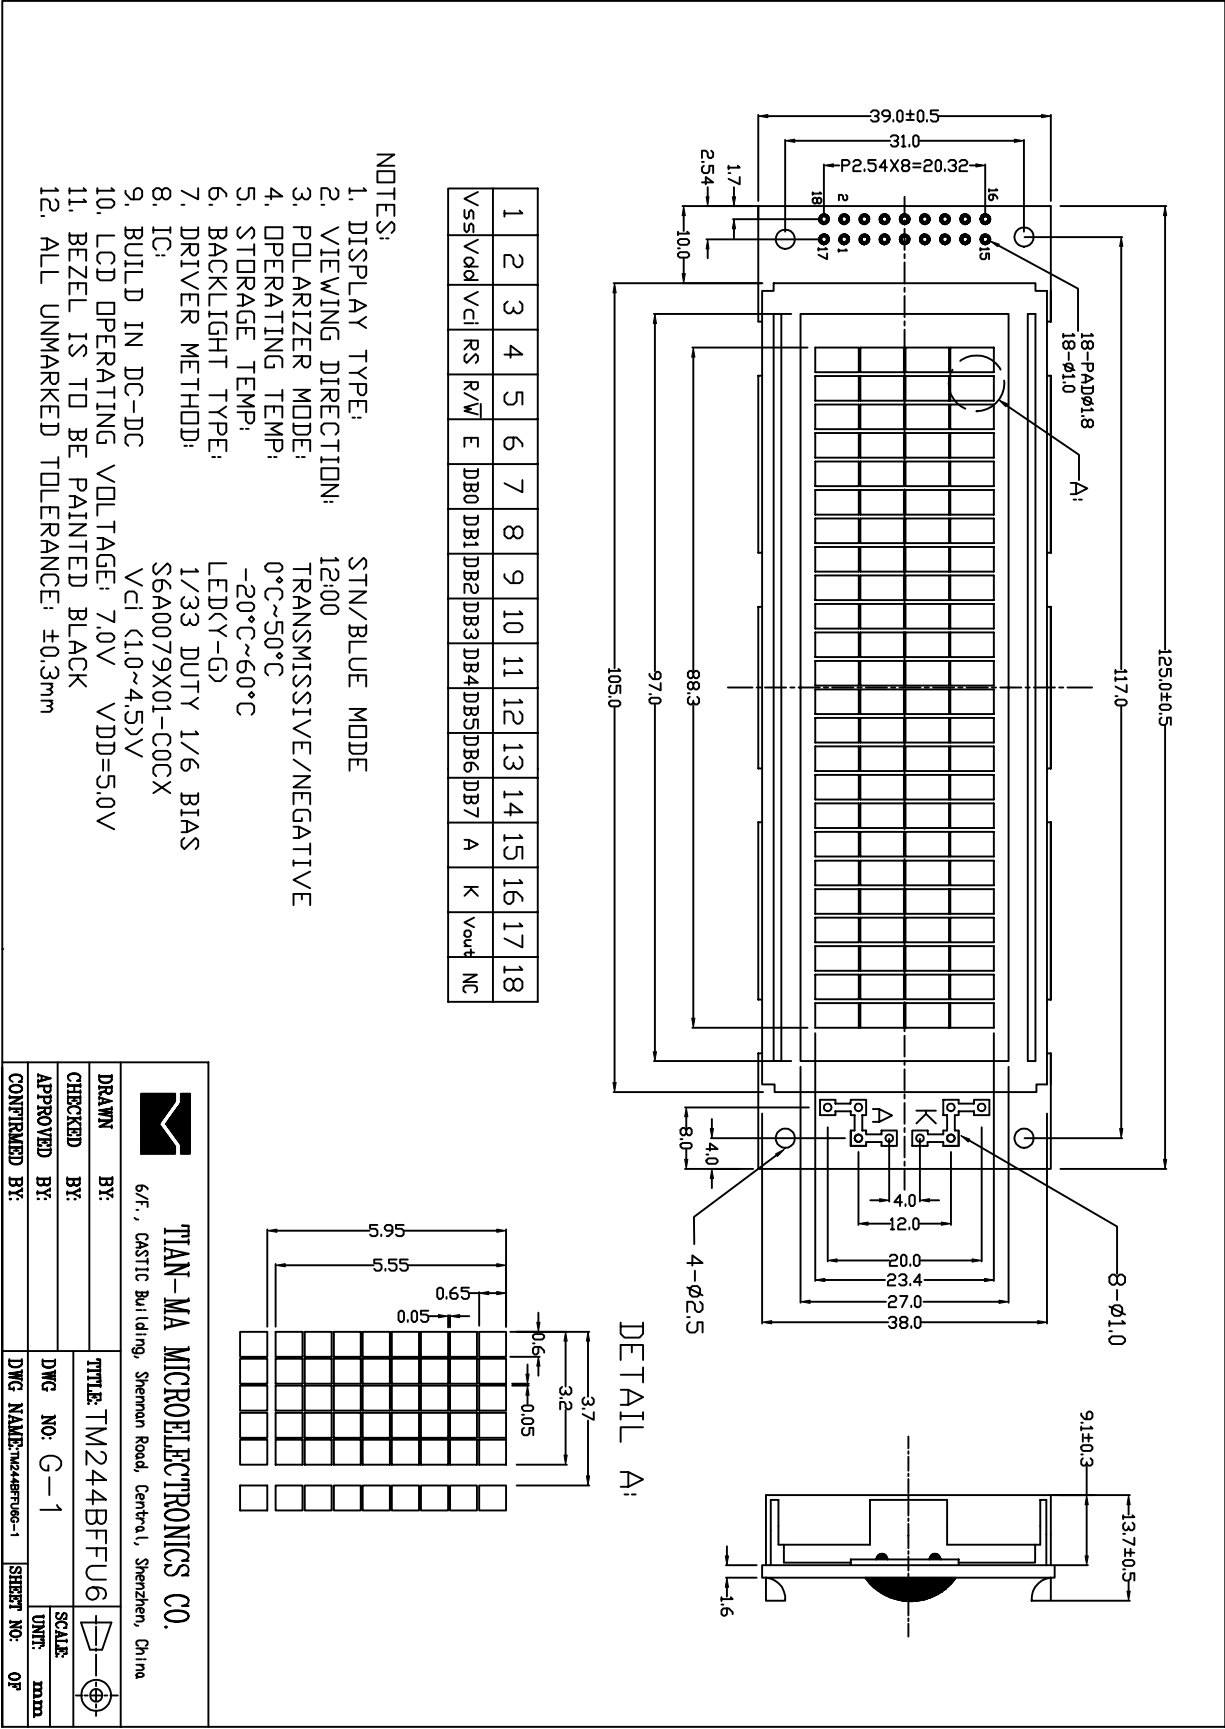 125.0±0.5
117.0
39.0±0.5
31.0
P2.54X8=20.32
2.54
1.7
10.0
16
2
18
15
1
17
18-PADØ1.8
18-Ø1.0
A:
88.3
97.0
105.0
A
K
8.0
4.0
4.0
12.0
20.0
23.4
27.0
38.0
4-Ø2.5
8-Ø1.0
9.1±0.3
13.7±0.5
1.6
DETAIL A:
5.95
5.55
0.65
0.05
0.6
0.05
3.2
3.7
1 2 3 4 5 6 7 8 9 10 11 12 13 14 15 16 17 18
Vss Vdd Vci RS R/W̅ E DB0 DB1 DB2 DB3 DB4 DB5 DB6 DB7 A K Vout NC
NOTES:
1. DISPLAY TYPE: STN/BLUE MODE
2. VIEWING DIRECTION: 12:00
3. POLARIZER MODE: TRANSMISSIVE/NEGATIVE
4. OPERATING TEMP: 0°C~50°C
5. STORAGE TEMP: -20°C~60°C
6. BACKLIGHT TYPE: LED(Y-G)
7. DRIVER METHOD: 1/33 DUTY 1/6 BIAS
8. IC: S6A0079X01-C0CX
9. BUILD IN DC-DC Vci (1.0~4.5)V
10. LCD OPERATING VOLTAGE: 7.0V VDD=5.0V
11. BEZEL IS TO BE PAINTED BLACK
12. ALL UNMARKED TOLERANCE: ±0.3mm
TIAN-MA MICROELECTRONICS CO.
6/F., CASTIC Building, Shennan Road, Central, Shenzhen, China
DRAWN BY:
CHECKED BY:
APPROVED BY:
CONFIRMED BY:
TITLE: TM244BFFU6
DWG NO: G-1
DWG NAME:TM244BFFU6G-1
SCALE:
UNIT: mm
SHEET NO: OF